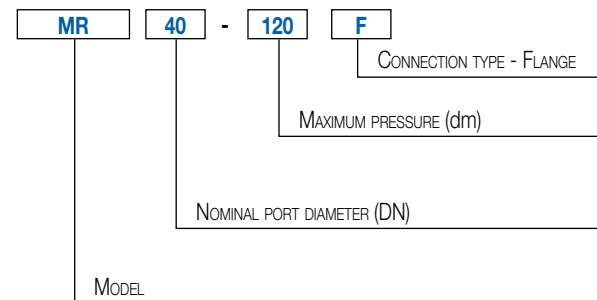 MR 40 - 120 F
CONNECTION TYPE - FLANGE
MAXIMUM PRESSURE (dm)
NOMINAL PORT DIAMETER (DN)
MODEL